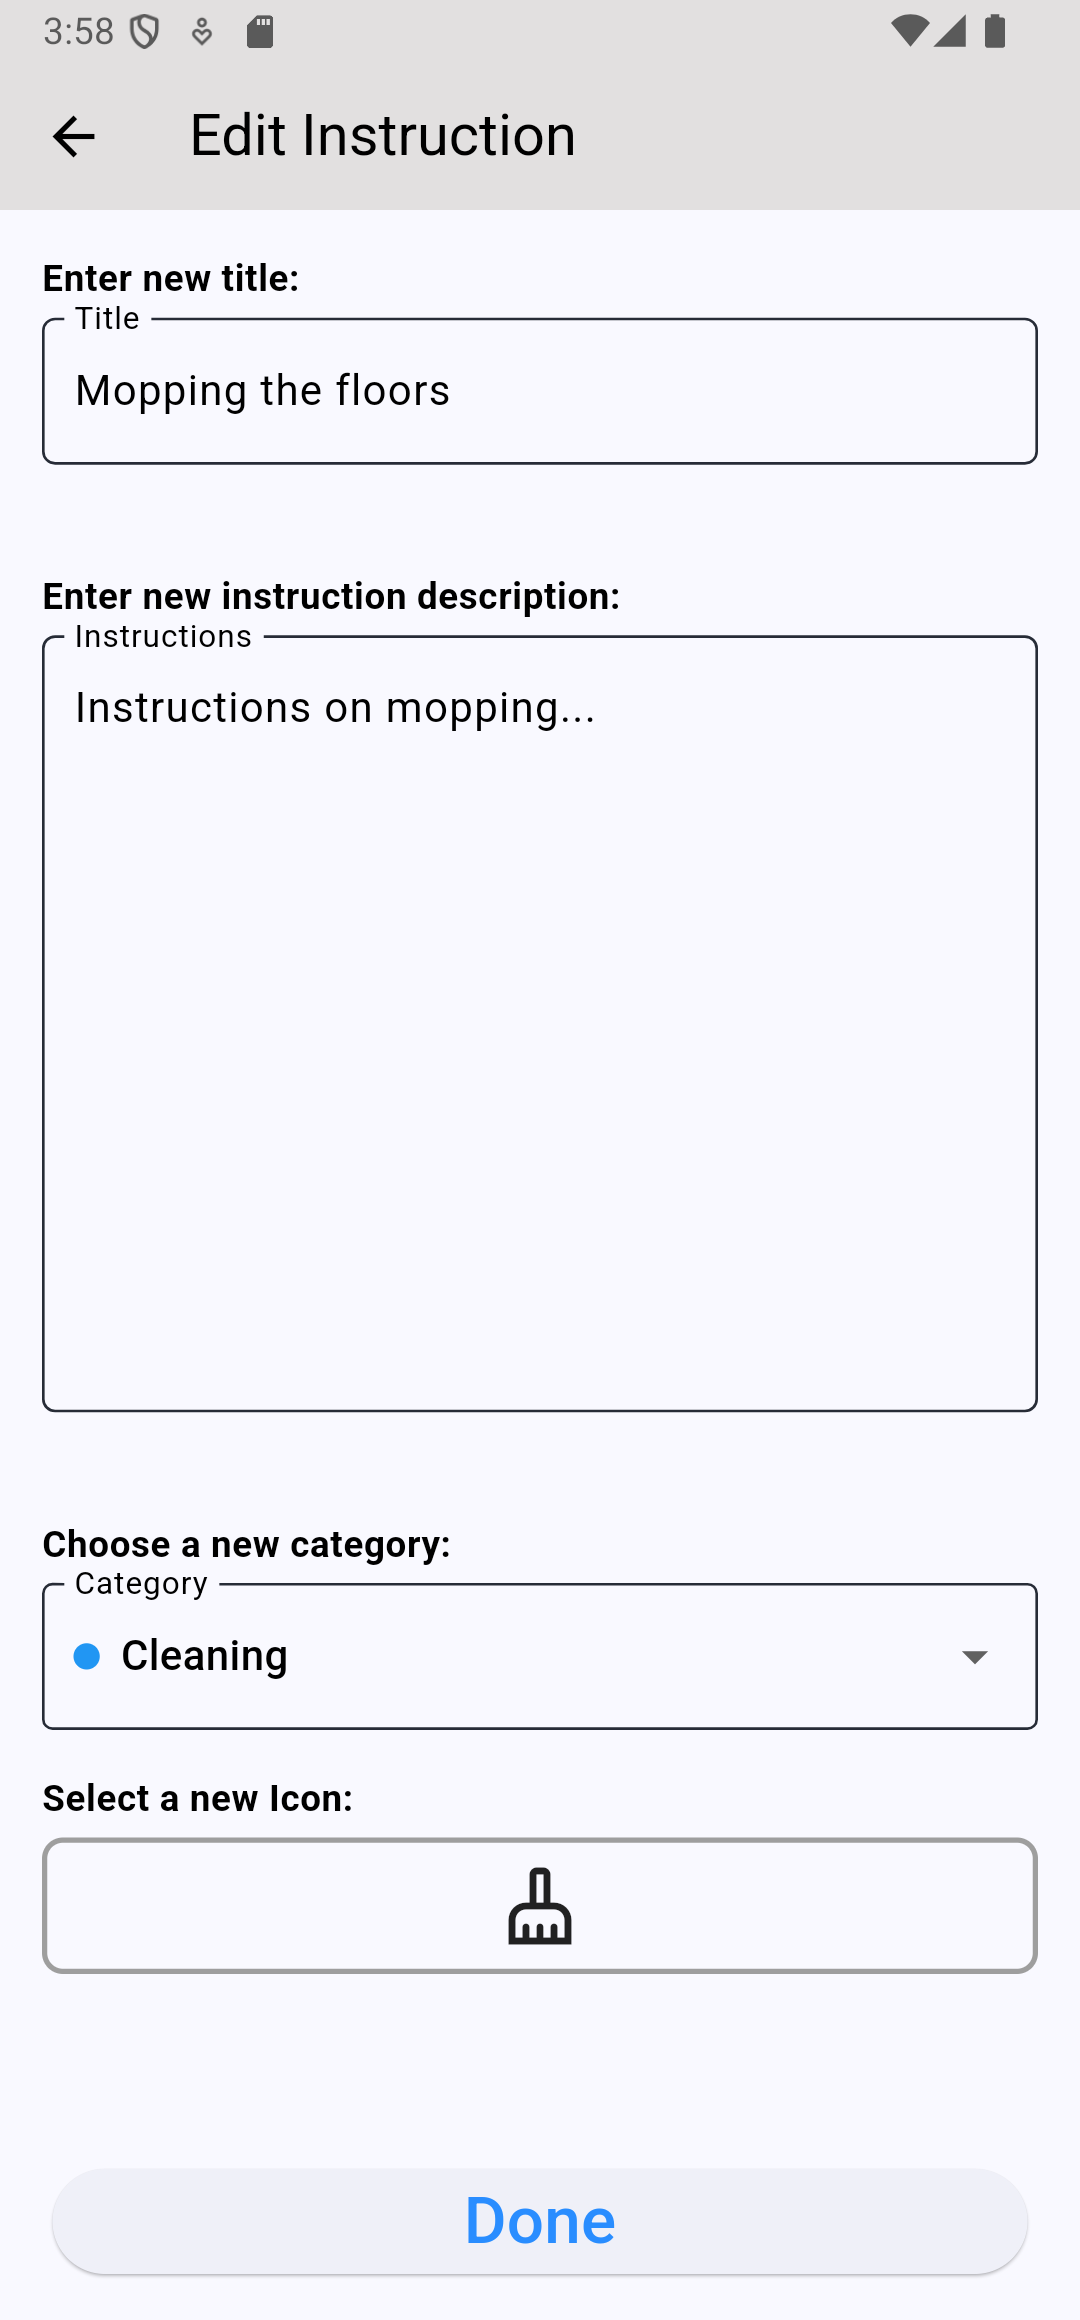 3:58
Edit Instruction
Enter new title:
Title
Mopping the floors
Enter new instruction description:
Instructions
Instructions on mopping...
Choose a new category:
Category
Cleaning
Select a new Icon:
Done